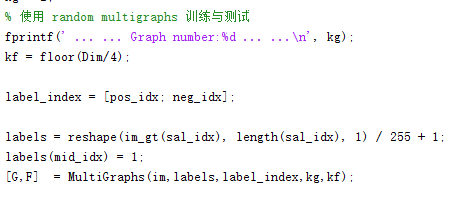 % 使用 random multigraphs 训练与测试
fprintf(' ... ... Graph number:%d ... ...\n', kg);
kf = floor(Dim/4);
label_index = [pos_idx; neg_idx];
labels = reshape(im_gt(sal_idx), length(sal_idx), 1) / 255 + 1;
labels(mid_idx) = 1;
[G,F]  = MultiGraphs(im,labels,label_index,kg,kf);